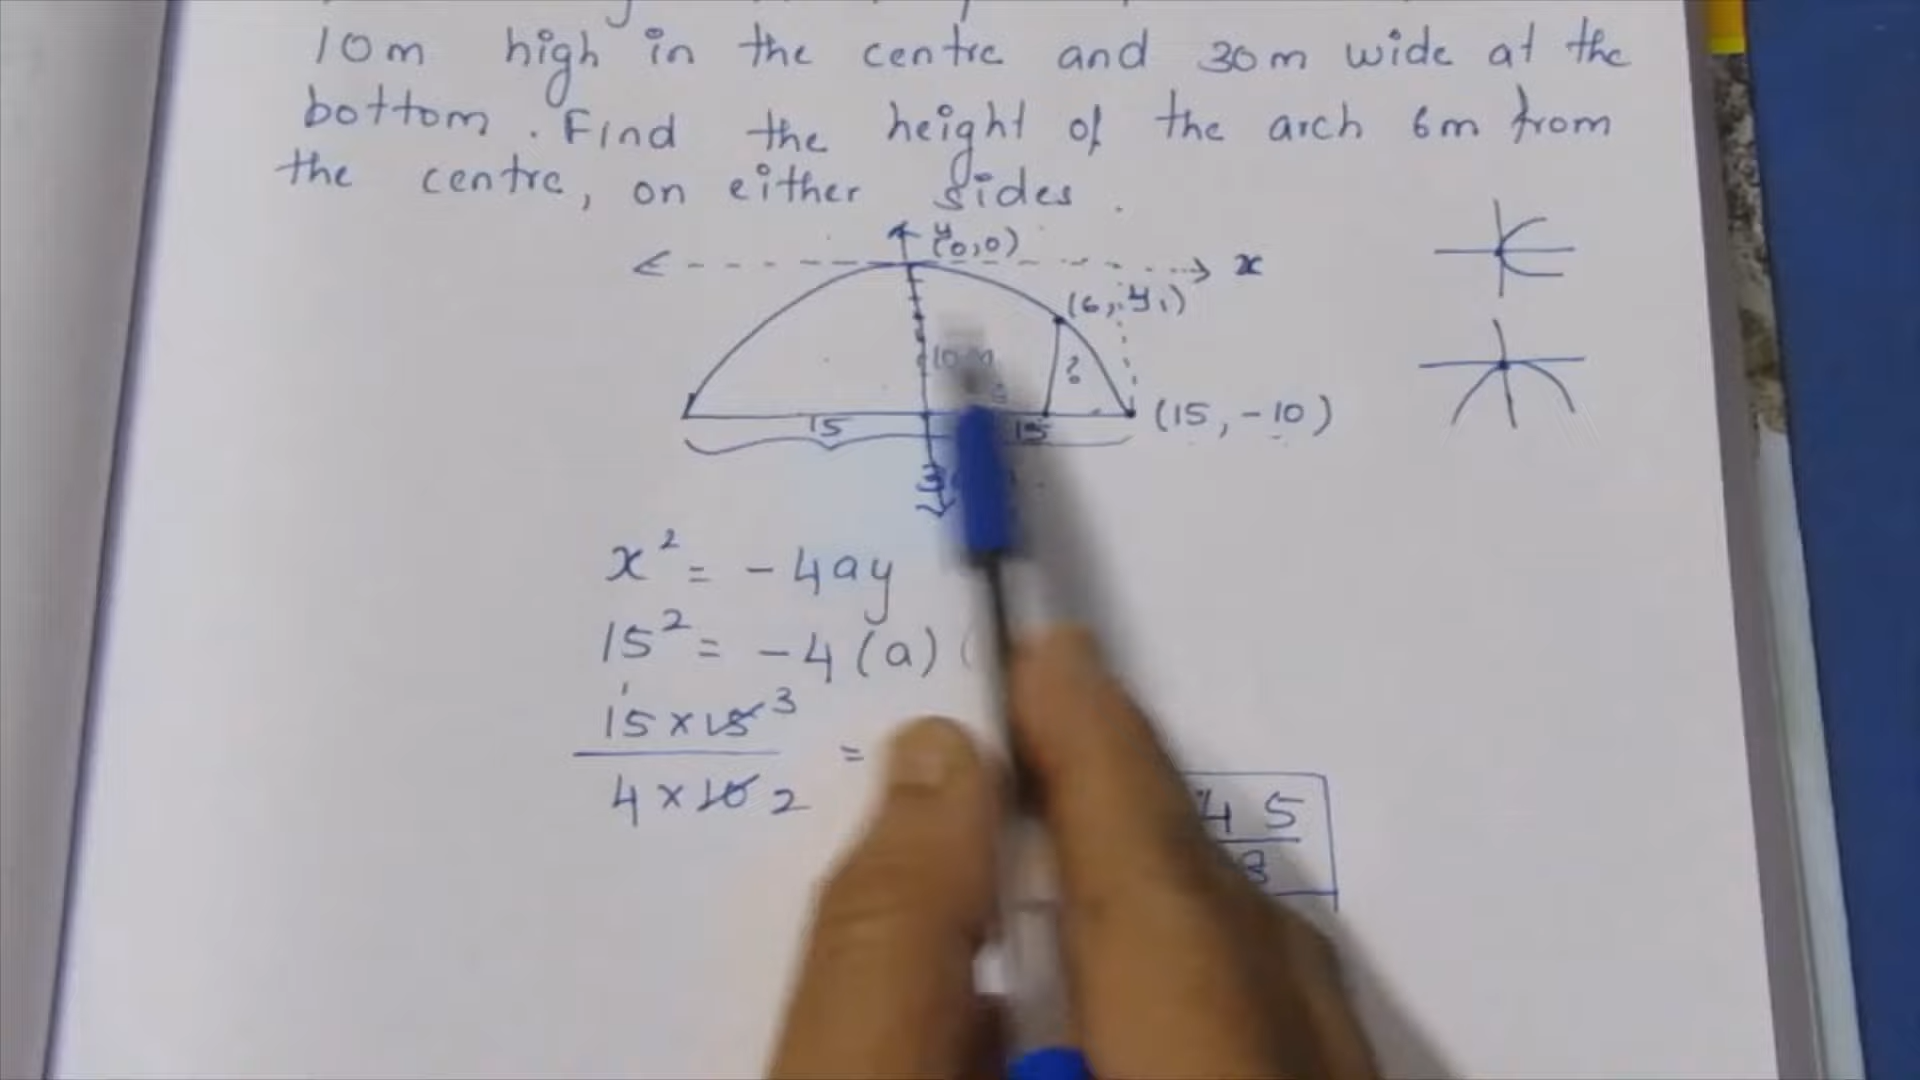 10m high in the centre and 30m wide at the
bottom. Find the height of the arch 6m from
the centre, on either sides.
y
(0,0)
x
(6, y₁)
10m
?
(15, -10)
15
15
x² = -4ay
15² = -4(a)(
15 × 15 3
4 × 10 2
=
45
8